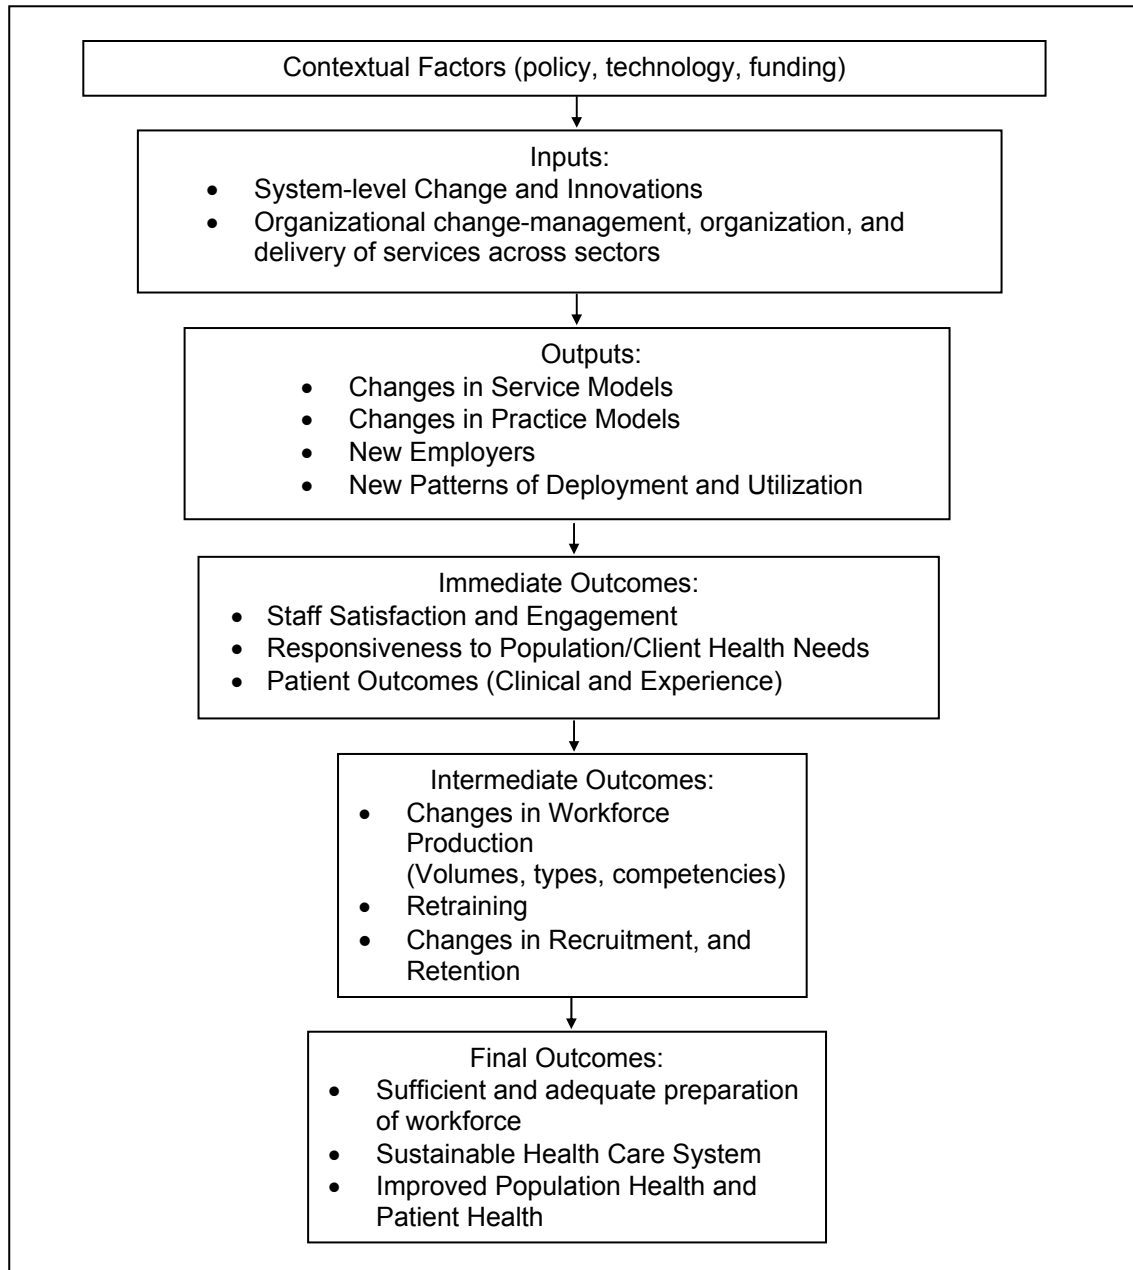 Contextual Factors (policy, technology, funding)
Inputs:
• System-level Change and Innovations
• Organizational change-management, organization, and
delivery of services across sectors
Outputs:
• Changes in Service Models
• Changes in Practice Models
• New Employers
• New Patterns of Deployment and Utilization
Immediate Outcomes:
• Staff Satisfaction and Engagement
• Responsiveness to Population/Client Health Needs
• Patient Outcomes (Clinical and Experience)
Intermediate Outcomes:
• Changes in Workforce
Production
(Volumes, types, competencies)
• Retraining
• Changes in Recruitment, and
Retention
Final Outcomes:
• Sufficient and adequate preparation
of workforce
• Sustainable Health Care System
• Improved Population Health and
Patient Health